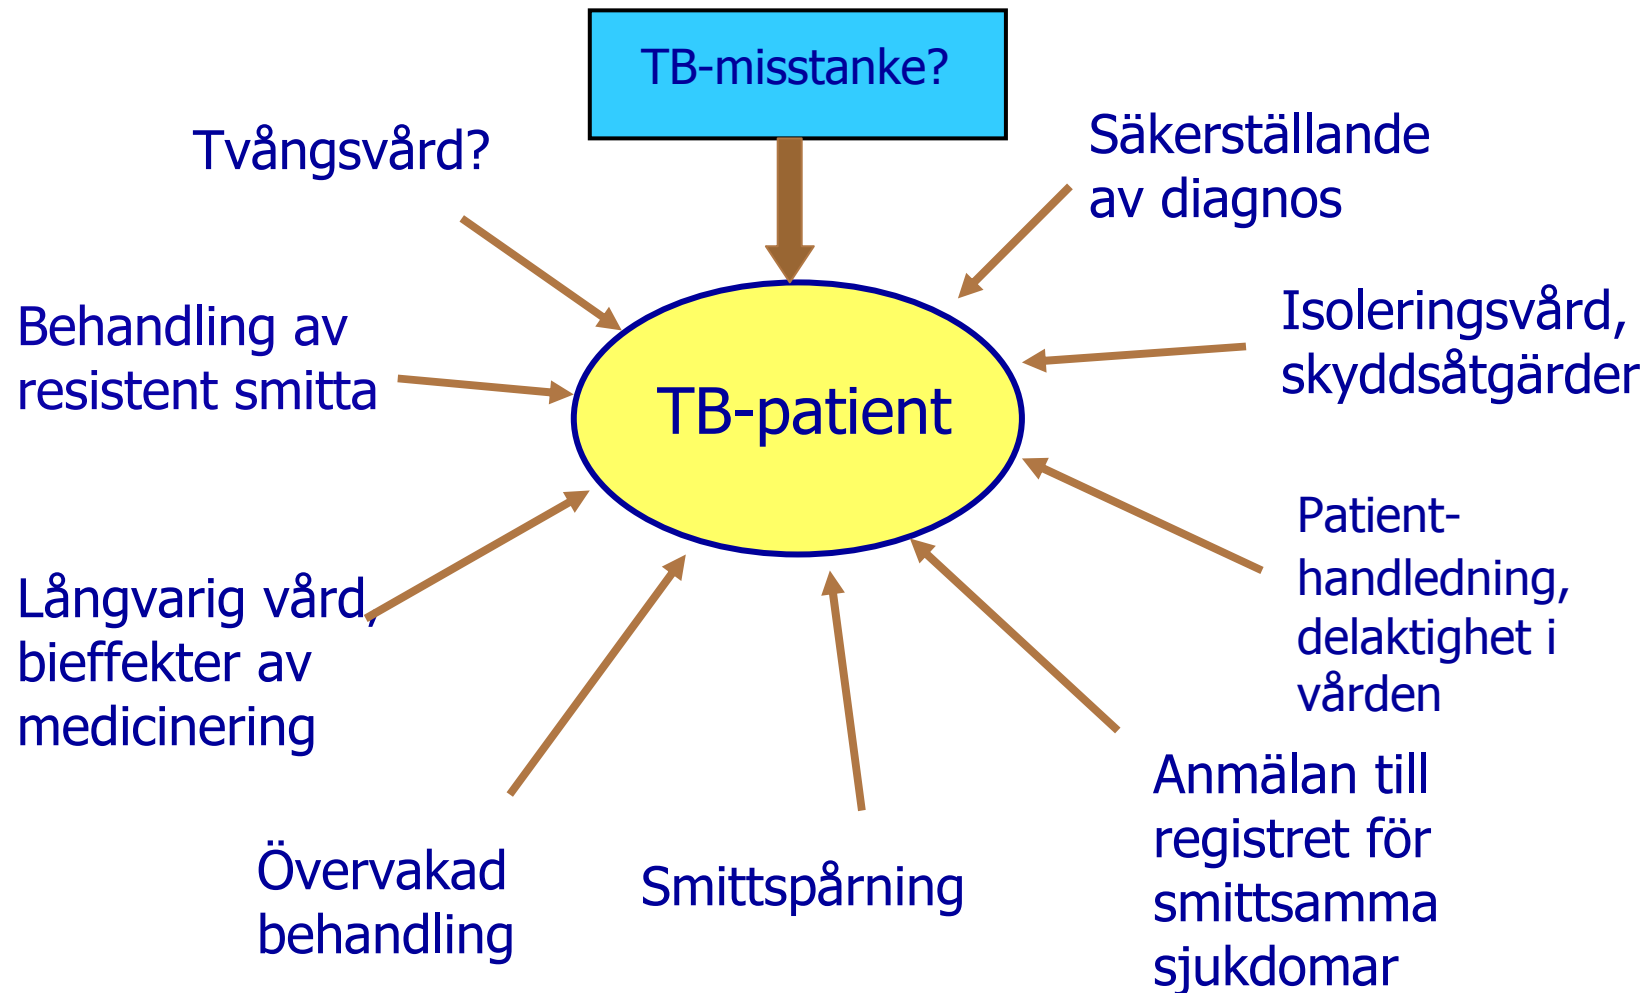 TB-misstanke?
Säkerställande
av diagnos
Isoleringsvård,
skyddsåtgärder
Patient-
handledning,
delaktighet i
vården
Anmälan till
registret för
smittsamma
sjukdomar
Smittspårning
Övervakad
behandling
Långvarig vård,
bieffekter av
medicinering
Behandling av
resistent smitta
Tvångsvård?
TB-patient